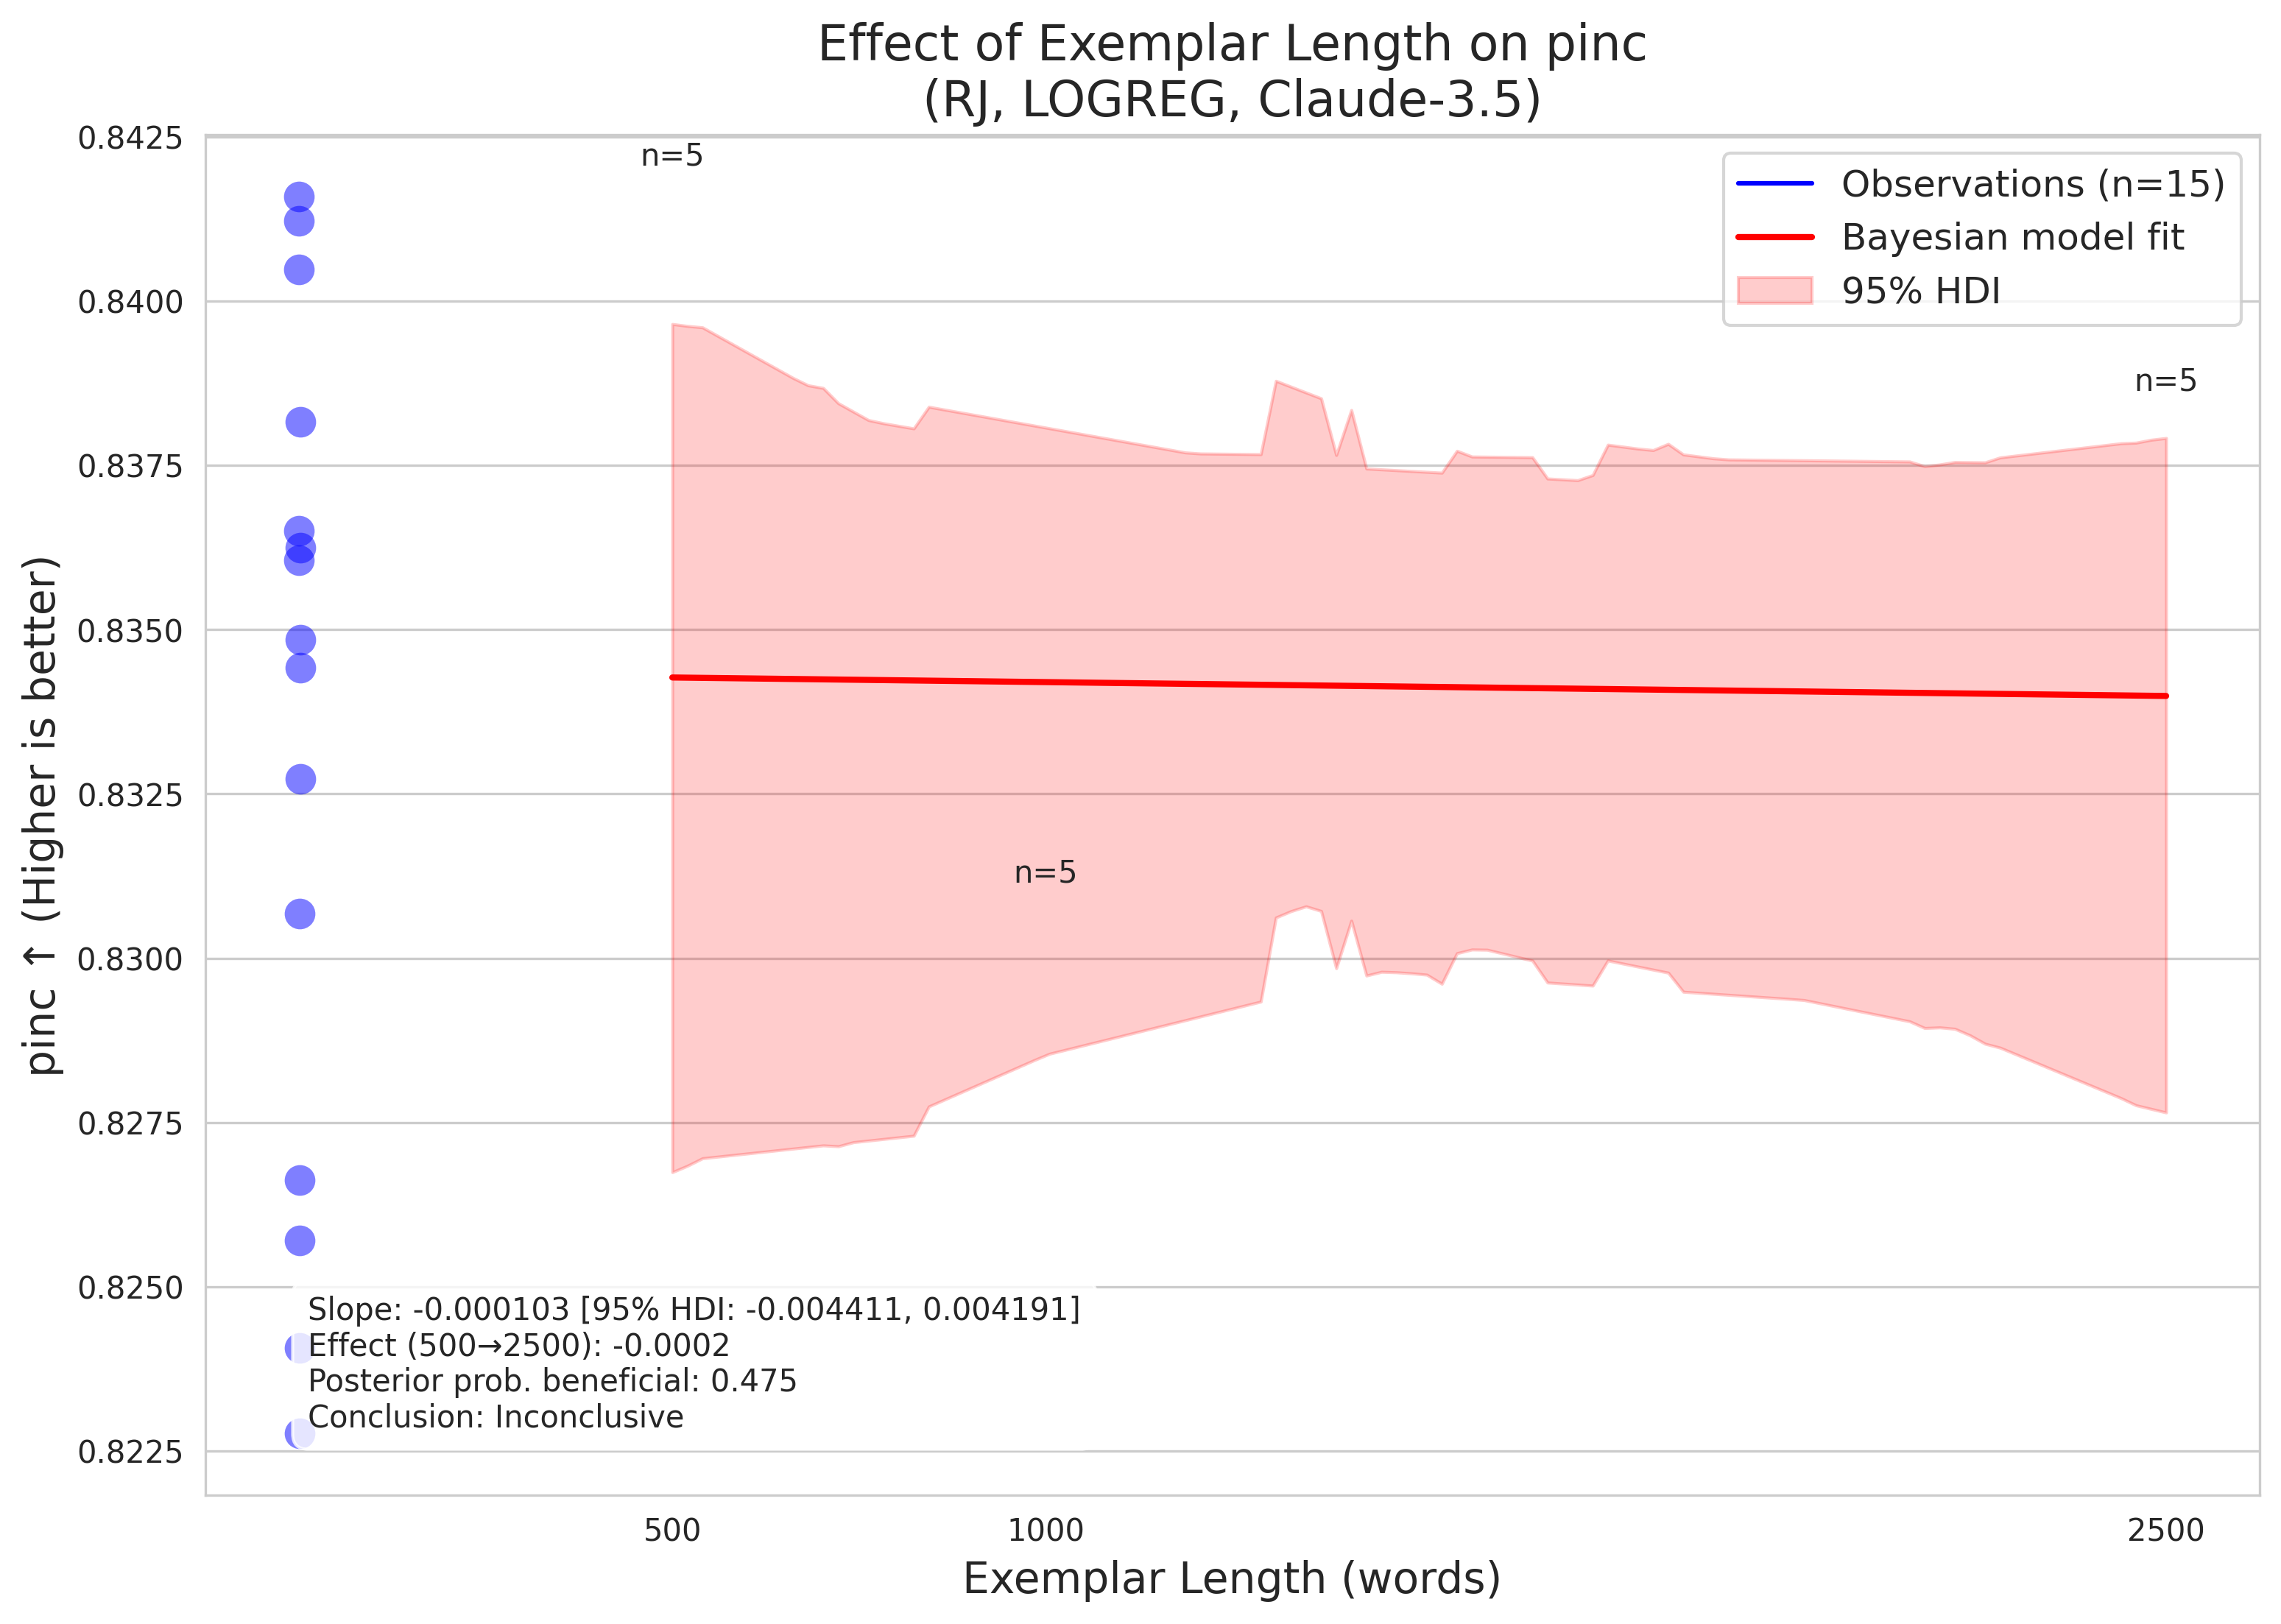 Effect of Exemplar Length on pinc
(RJ, LOGREG, Claude-3.5)
pinc ↑ (Higher is better)
0.8425
0.8400
0.8375
0.8350
0.8325
0.8300
0.8275
0.8250
0.8225
n=5
n=5
n=5
Observations (n=15)
Bayesian model fit
95% HDI
Slope: -0.000103 [95% HDI: -0.004411, 0.004191]
Effect (500→2500): -0.0002
Posterior prob. beneficial: 0.475
Conclusion: Inconclusive
500
1000
2500
Exemplar Length (words)